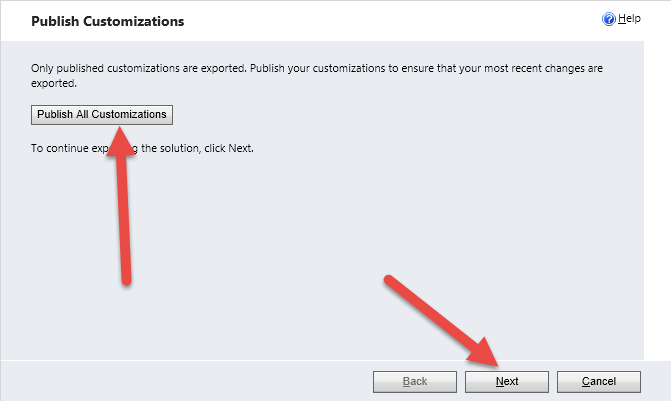 Publish Customizations
Help
Only published customizations are exported. Publish your customizations to ensure that your most recent changes are
exported.
Publish All Customizations
To continue exp ng the solution, click Next.
Back
Next
Cancel